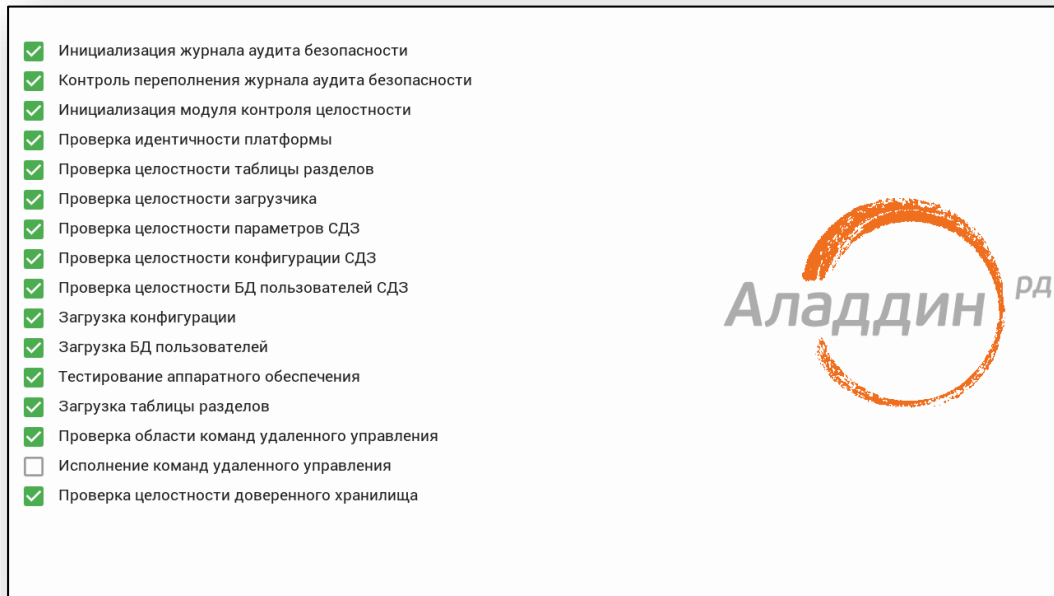 Инициализация журнала аудита безопасности
Контроль переполнения журнала аудита безопасности
Инициализация модуля контроля целостности
Проверка идентичности платформы
Проверка целостности таблицы разделов
Проверка целостности загрузчика
Проверка целостности параметров СДЗ
Проверка целостности конфигурации СДЗ
Проверка целостности БД пользователей СДЗ
Загрузка конфигурации
Загрузка БД пользователей
Тестирование аппаратного обеспечения
Загрузка таблицы разделов
Проверка области команд удаленного управления
Исполнение команд удаленного управления
Проверка целостности доверенного хранилища
Аладдин рд